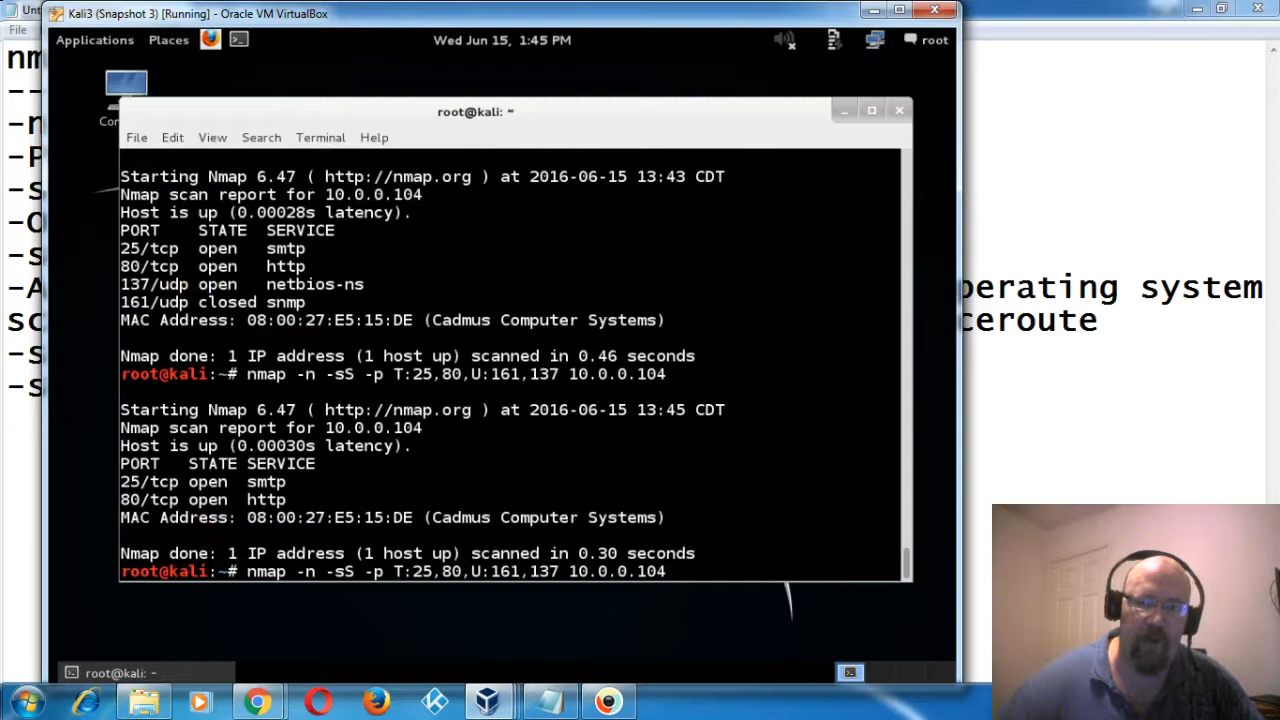 Kali3 (Snapshot 3) [Running] - Oracle VM VirtualBox
File
Applications Places
Wed Jun 15, 1:45 PM
root
root@kali: ~
File Edit View Search Terminal Help
Starting Nmap 6.47 ( http://nmap.org ) at 2016-06-15 13:43 CDT
Nmap scan report for 10.0.0.104
Host is up (0.00028s latency).
PORT STATE SERVICE
25/tcp open smtp
80/tcp open http
137/udp open netbios-ns
161/udp closed snmp
MAC Address: 08:00:27:E5:15:DE (Cadmus Computer Systems)
Nmap done: 1 IP address (1 host up) scanned in 0.46 seconds
root@kali:~# nmap -n -sS -p T:25,80,U:161,137 10.0.0.104
Starting Nmap 6.47 ( http://nmap.org ) at 2016-06-15 13:45 CDT
Nmap scan report for 10.0.0.104
Host is up (0.00030s latency).
PORT STATE SERVICE
25/tcp open smtp
80/tcp open http
MAC Address: 08:00:27:E5:15:DE (Cadmus Computer Systems)
Nmap done: 1 IP address (1 host up) scanned in 0.30 seconds
root@kali:~# nmap -n -sS -p T:25,80,U:161,137 10.0.0.104
perating system
ceroute
root@kali: ~